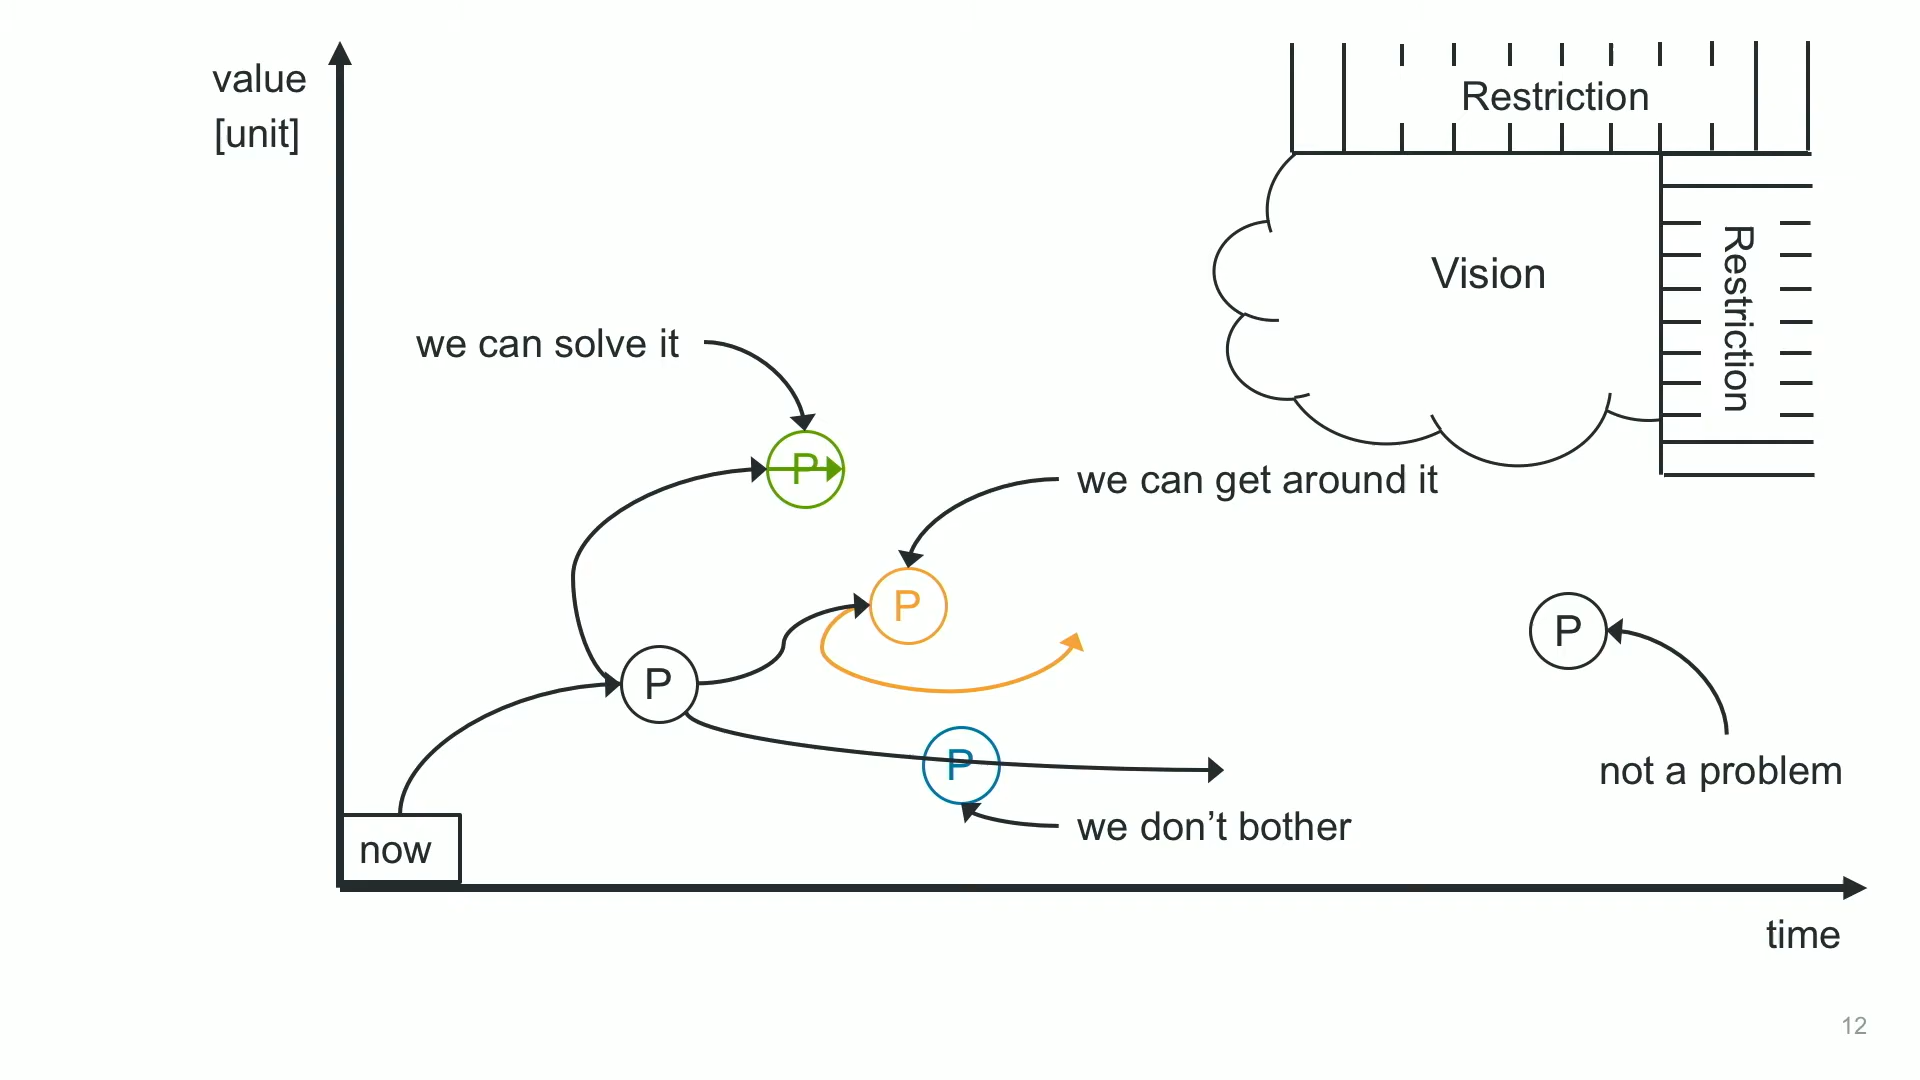 value
[unit]
Restriction
Restriction
Vision
we can solve it
P
we can get around it
P
P
P
P
not a problem
we don’t bother
now
time
12